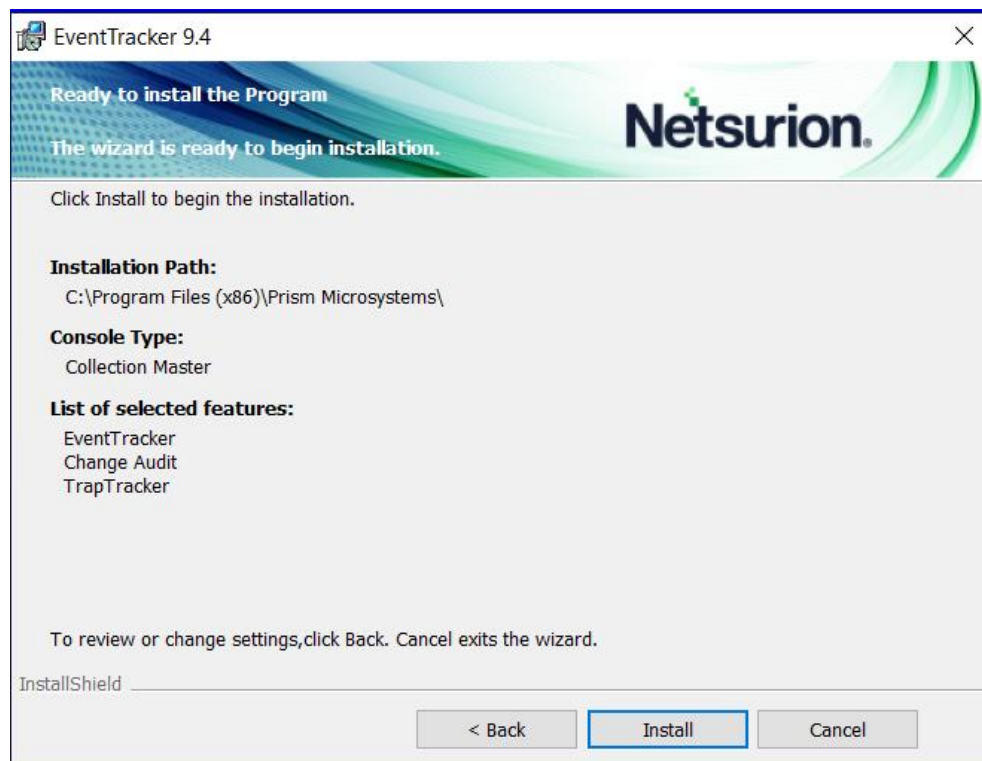 EventTracker 9.4
Ready to install the Program
Netsurion.
The wizard is ready to begin installation.
Click Install to begin the installation.
Installation Path:
C:\Program Files (x86)\Prism Microsystems\
Console Type:
Collection Master
List of selected features:
EventTracker
Change Audit
TrapTracker
To review or change settings,click Back. Cancel exits the wizard.
InstallShield
< Back
Install
Cancel